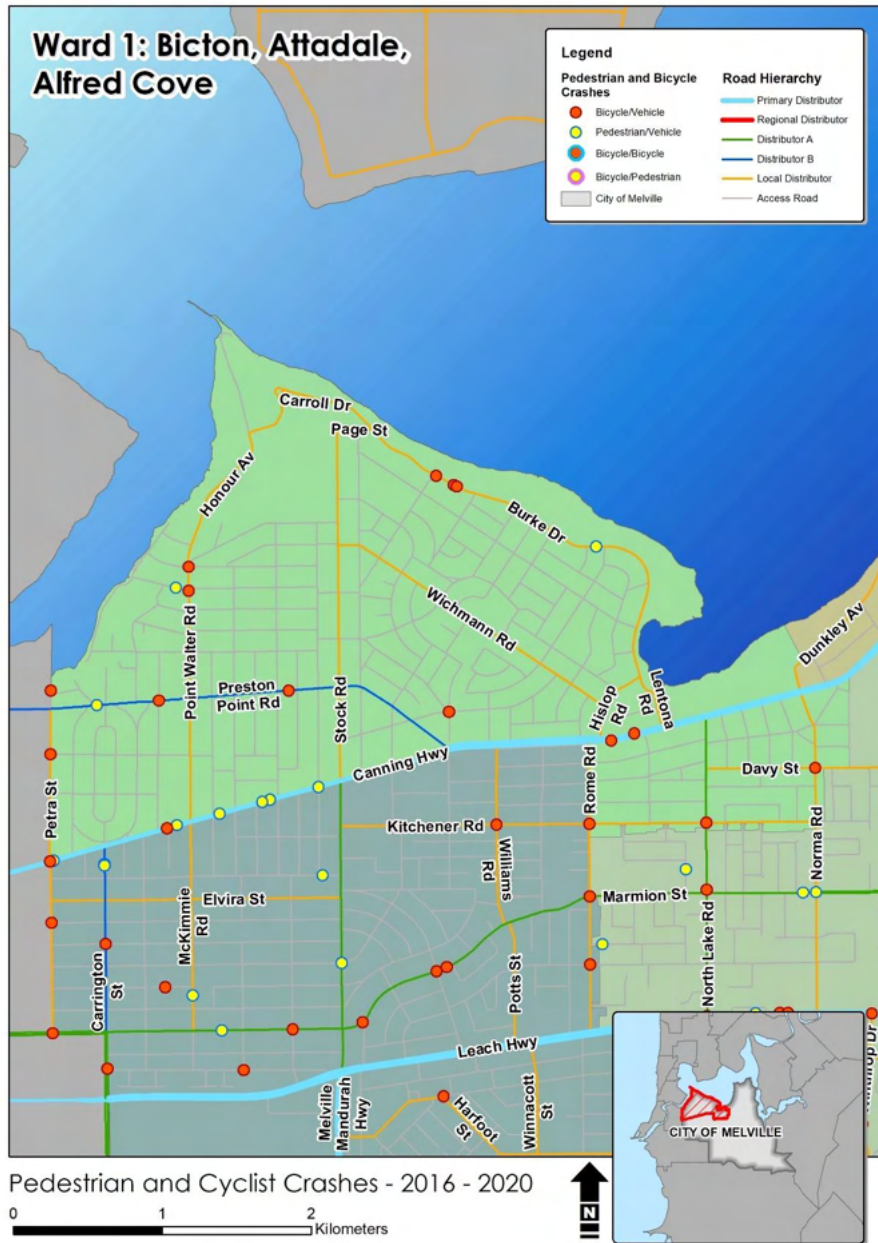 Ward 1: Bicton, Attadale,
Alfred Cove
Legend
Pedestrian and Bicycle
Crashes
Bicycle/Vehicle
Pedestrian/Vehicle
Bicycle/Bicycle
Bicycle/Pedestrian
City of Melville
Road Hierarchy
Primary Distributor
Regional Distributor
Distributor A
Distributor B
Local Distributor
Access Road
Carroll Dr
Page St
Honour Av
Burke Dr
Wichmann Rd
Dunkley Av
Point Walter Rd
Preston
Point Rd
Stock Rd
Hislop
Rd
Lentona
Rd
Canning Hwy
Petra St
Rome Rd
Davy St
Kitchener Rd
Williams
Rd
Norma Rd
Elvira St
McKimmie
Rd
Marmion St
North Lake Rd
Carrington
St
Potts St
Leach Hwy
Melville
Mandurah
Hwy
Harfoot
St
Winnacott
St
Dr
CITY OF MELVILLE
Pedestrian and Cyclist Crashes - 2016 - 2020
0 1 2
Kilometers
N